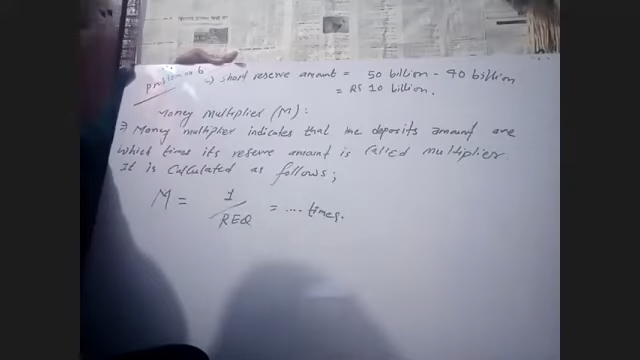 Problem no 6 c) Short reserve amount = 50 billion - 40 billion
= RS 10 billion.
Money Multiplier (M):
⇒ Money multiplier indicates that the deposits amount are
which times its reserve amount is called multiplier.
It is calculated as follows;
M = 1 / REQ = .... times.